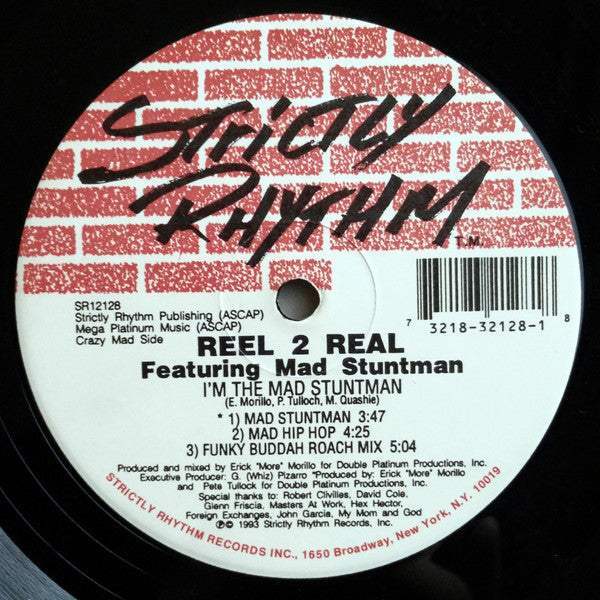 STRICTLY
RHYTHM
T.M.
SR12128
Strictly Rhythm Publishing (ASCAP)
Mega Platinum Music (ASCAP)
Crazy Mad Side
7 3218-32128-1 8
REEL 2 REAL
Featuring Mad Stuntman
I'M THE MAD STUNTMAN
(E. Morillo, P. Tulloch, M. Quashie)
* 1) MAD STUNTMAN 3:47
2) MAD HIP HOP 4:25
3) FUNKY BUDDAH ROACH MIX 5:04
Produced and mixed by Erick "More" Morillo for Double Platinum Productions, Inc.
Executive Producer: G. (Whiz) Pizarro *Produced by: Erick "More" Morillo
and Pete Tullock for Double Platinum Productions, Inc.
Special thanks to: Robert Clivilles, David Cole,
Glenn Friscia, Masters At Work, Hex Hector,
Foreign Exchanges, John Garcia, My Mom and God
℗© 1993 Strictly Rhythm Records, Inc.
STRICTLY RHYTHM RECORDS INC., 1650 Broadway, New York, N.Y. 10019